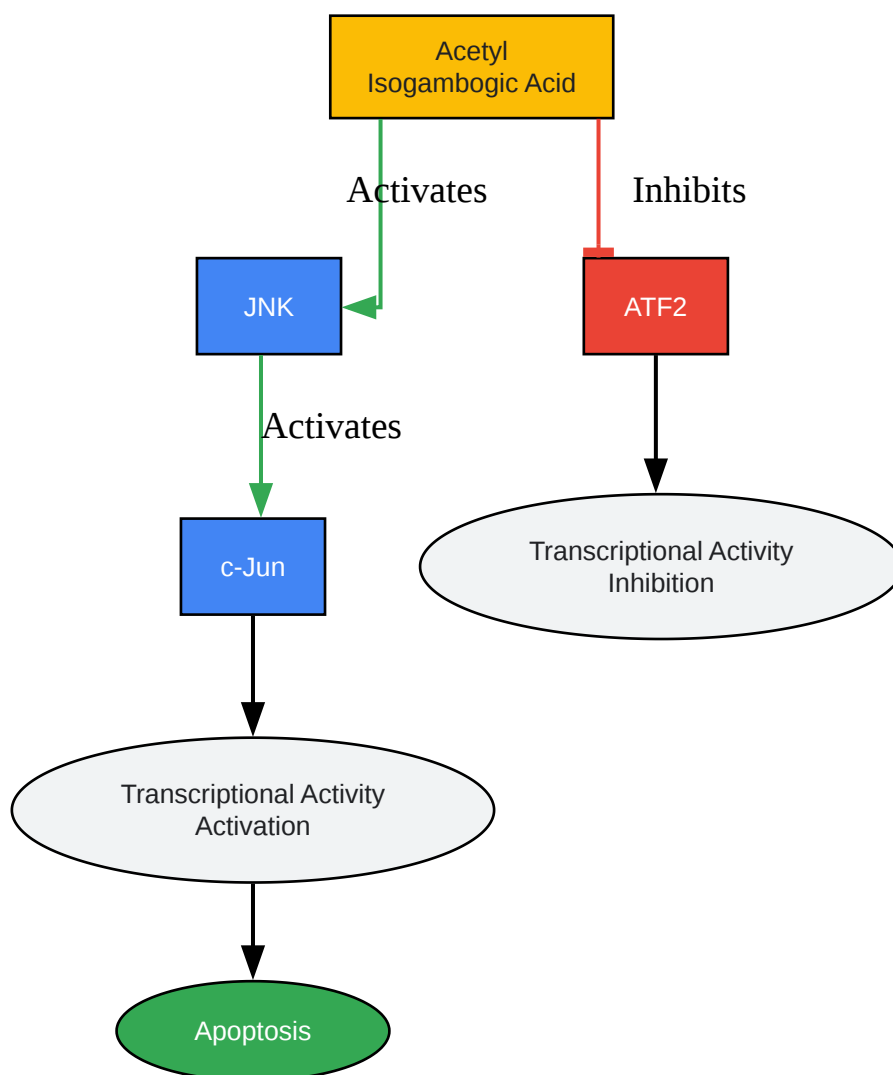 Acetyl
Isogambogic Acid
Activates
Inhibits
JNK
ATF2
Activates
Transcriptional Activity
Inhibition
c-Jun
Transcriptional Activity
Activation
Apoptosis